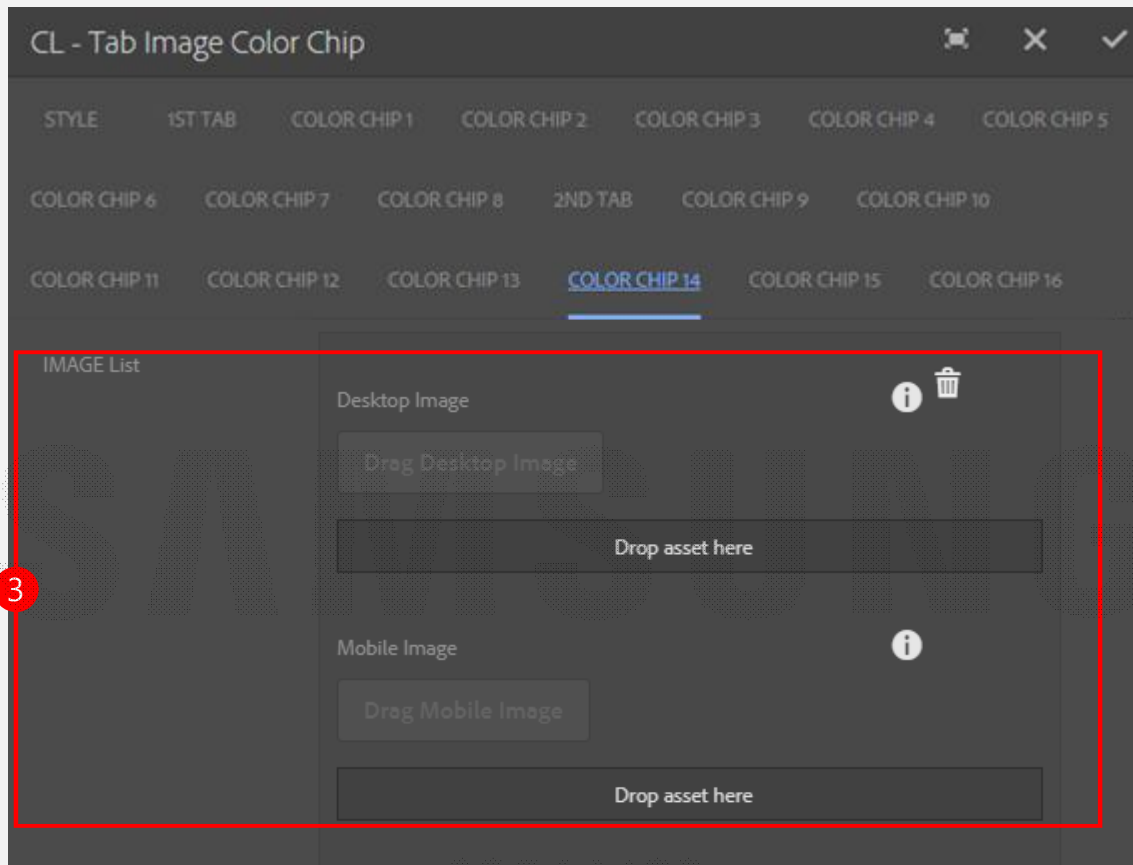 CL - Tab Image Color Chip
STYLE 1ST TAB COLOR CHIP 1 COLOR CHIP 2 COLOR CHIP 3 COLOR CHIP 4 COLOR CHIP 5
COLOR CHIP 6 COLOR CHIP 7 COLOR CHIP 8 2ND TAB COLOR CHIP 9 COLOR CHIP 10
COLOR CHIP 11 COLOR CHIP 12 COLOR CHIP 13 COLOR CHIP 14 COLOR CHIP 15 COLOR CHIP 16
IMAGE List
Desktop Image
Drag Desktop Image
SAMSUNG
Drop asset here
3
Mobile Image
Drag Mobile Image
Drop asset here